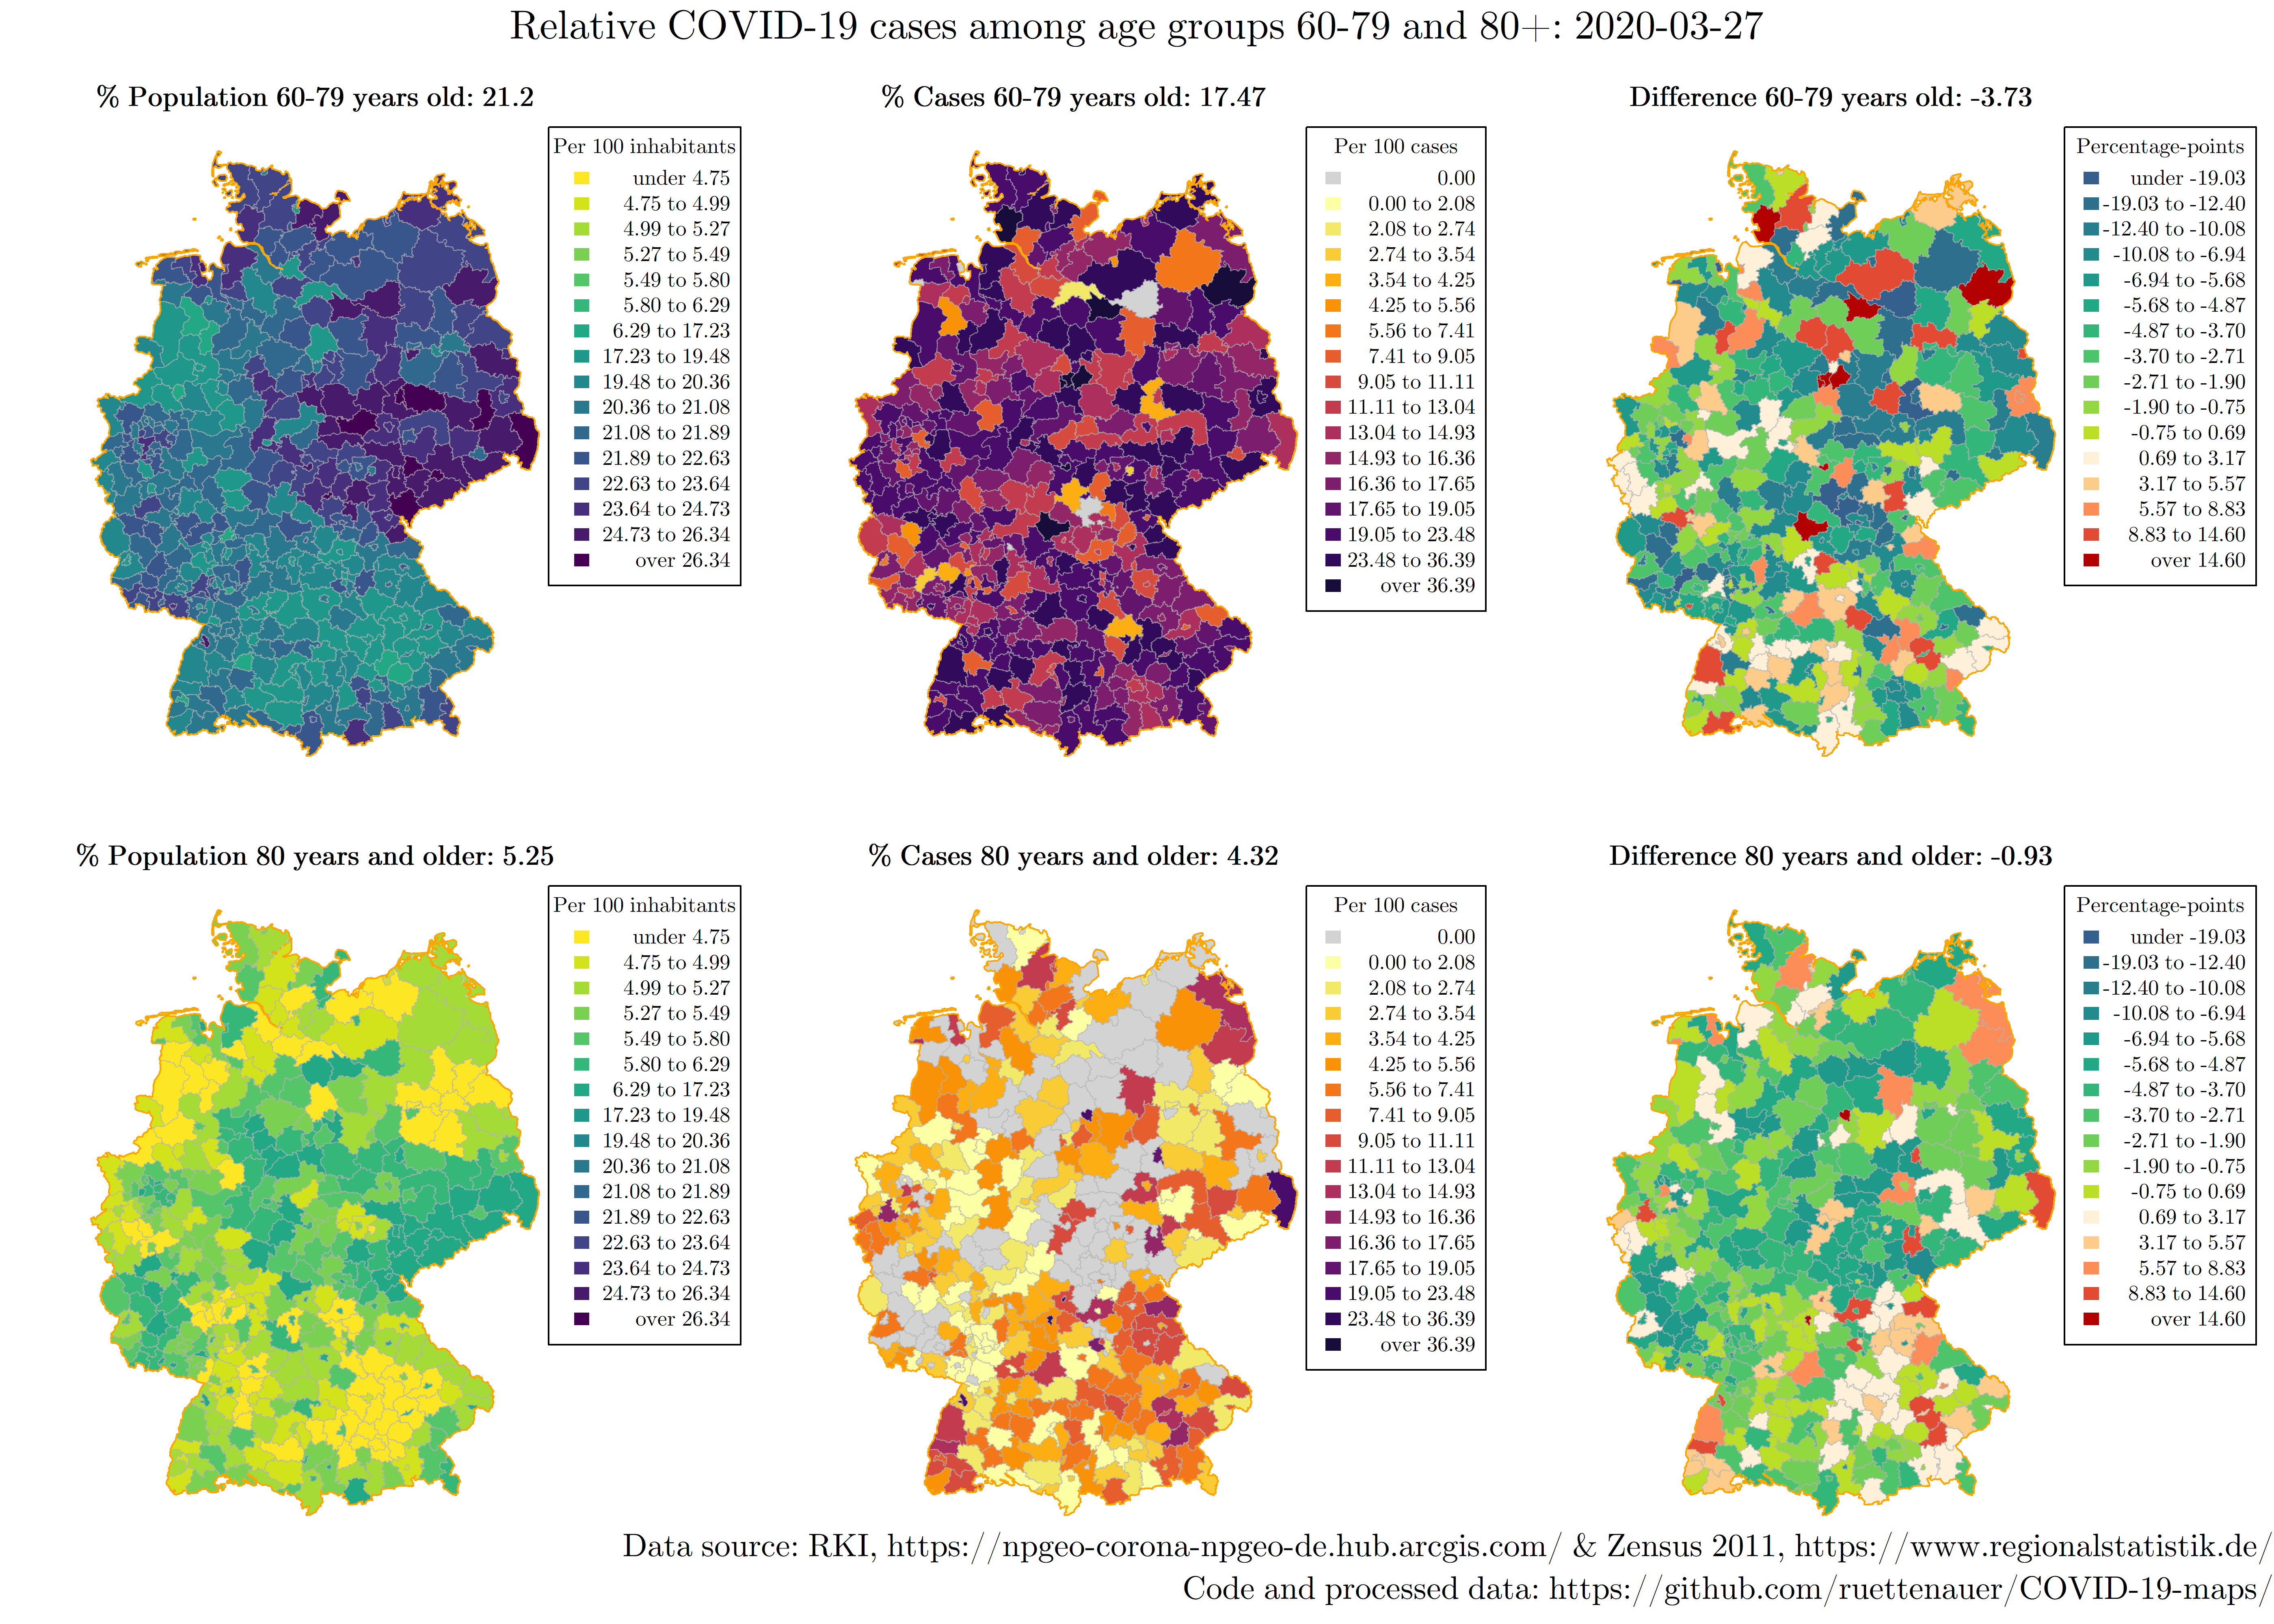 Relative COVID-19 cases among age groups 60-79 and 80+: 2020-03-27
% Population 60-79 years old: 21.2
Per 100 inhabitants
under 4.75
4.75 to 4.99
4.99 to 5.27
5.27 to 5.49
5.49 to 5.80
5.80 to 6.29
6.29 to 17.23
17.23 to 19.48
19.48 to 20.36
20.36 to 21.08
21.08 to 21.89
21.89 to 22.63
22.63 to 23.64
23.64 to 24.73
24.73 to 26.34
over 26.34
% Cases 60-79 years old: 17.47
Per 100 cases
0.00
0.00 to 2.08
2.08 to 2.74
2.74 to 3.54
3.54 to 4.25
4.25 to 5.56
5.56 to 7.41
7.41 to 9.05
9.05 to 11.11
11.11 to 13.04
13.04 to 14.93
14.93 to 16.36
16.36 to 17.65
17.65 to 19.05
19.05 to 23.48
23.48 to 36.39
over 36.39
Difference 60-79 years old: -3.73
Percentage-points
under -19.03
-19.03 to -12.40
-12.40 to -10.08
-10.08 to -6.94
-6.94 to -5.68
-5.68 to -4.87
-4.87 to -3.70
-3.70 to -2.71
-2.71 to -1.90
-1.90 to -0.75
-0.75 to 0.69
0.69 to 3.17
3.17 to 5.57
5.57 to 8.83
8.83 to 14.60
over 14.60
% Population 80 years and older: 5.25
Per 100 inhabitants
under 4.75
4.75 to 4.99
4.99 to 5.27
5.27 to 5.49
5.49 to 5.80
5.80 to 6.29
6.29 to 17.23
17.23 to 19.48
19.48 to 20.36
20.36 to 21.08
21.08 to 21.89
21.89 to 22.63
22.63 to 23.64
23.64 to 24.73
24.73 to 26.34
over 26.34
% Cases 80 years and older: 4.32
Per 100 cases
0.00
0.00 to 2.08
2.08 to 2.74
2.74 to 3.54
3.54 to 4.25
4.25 to 5.56
5.56 to 7.41
7.41 to 9.05
9.05 to 11.11
11.11 to 13.04
13.04 to 14.93
14.93 to 16.36
16.36 to 17.65
17.65 to 19.05
19.05 to 23.48
23.48 to 36.39
over 36.39
Difference 80 years and older: -0.93
Percentage-points
under -19.03
-19.03 to -12.40
-12.40 to -10.08
-10.08 to -6.94
-6.94 to -5.68
-5.68 to -4.87
-4.87 to -3.70
-3.70 to -2.71
-2.71 to -1.90
-1.90 to -0.75
-0.75 to 0.69
0.69 to 3.17
3.17 to 5.57
5.57 to 8.83
8.83 to 14.60
over 14.60
Data source: RKI, https://npgeo-corona-npgeo-de.hub.arcgis.com/ & Zensus 2011, https://www.regionalstatistik.de/
Code and processed data: https://github.com/ruettenauer/COVID-19-maps/